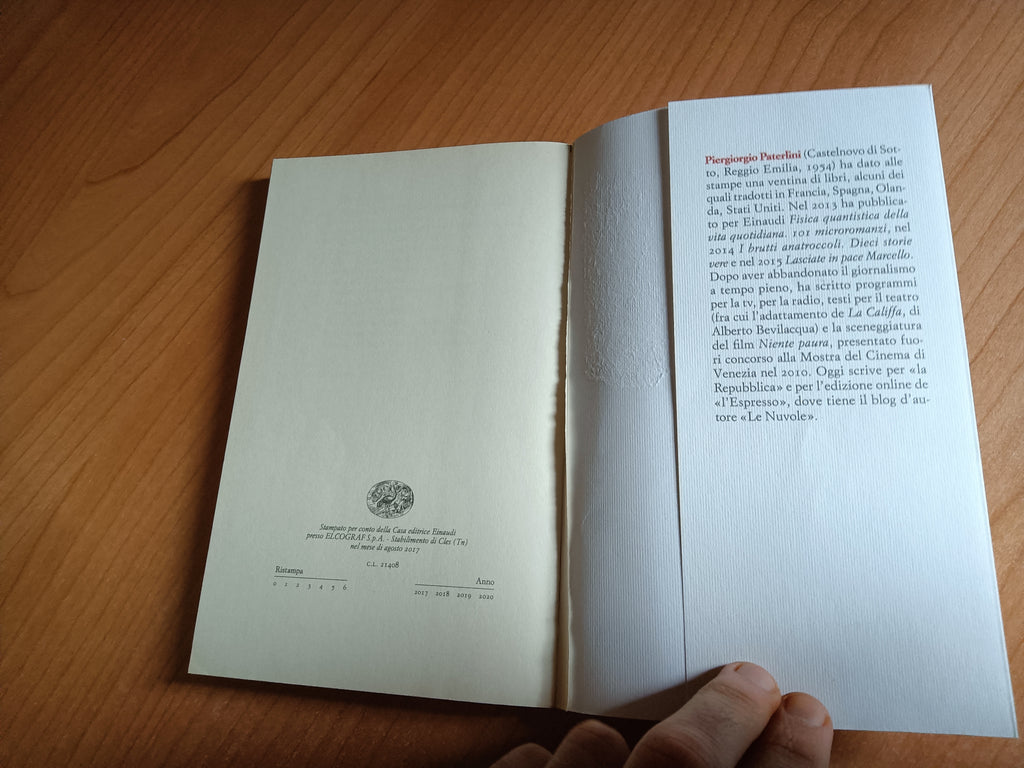 Stampato per conto della Casa editrice Einaudi
presso ELCOGRAF S.p.A. - Stabilimento di Cles (Tn)
nel mese di agosto 2017
C.L. 21408
Ristampa
0 1 2 3 4 5 6
Anno
2017 2018 2019 2020
Piergiorgio Paterlini (Castelnovo di Sot-
to, Reggio Emilia, 1954) ha dato alle
stampe una ventina di libri, alcuni dei
quali tradotti in Francia, Spagna, Olan-
da, Stati Uniti. Nel 2013 ha pubblica-
to per Einaudi Fisica quantistica della
vita quotidiana. 101 microromanzi, nel
2014 I brutti anatroccoli. Dieci storie
vere e nel 2015 Lasciate in pace Marcello.
Dopo aver abbandonato il giornalismo
a tempo pieno, ha scritto programmi
per la tv, per la radio, testi per il teatro
(fra cui l'adattamento de La Califfa, di
Alberto Bevilacqua) e la sceneggiatura
del film Niente paura, presentato fuo-
ri concorso alla Mostra del Cinema di
Venezia nel 2010. Oggi scrive per «la
Repubblica» e per l'edizione online de
«l'Espresso», dove tiene il blog d'au-
tore «Le Nuvole».